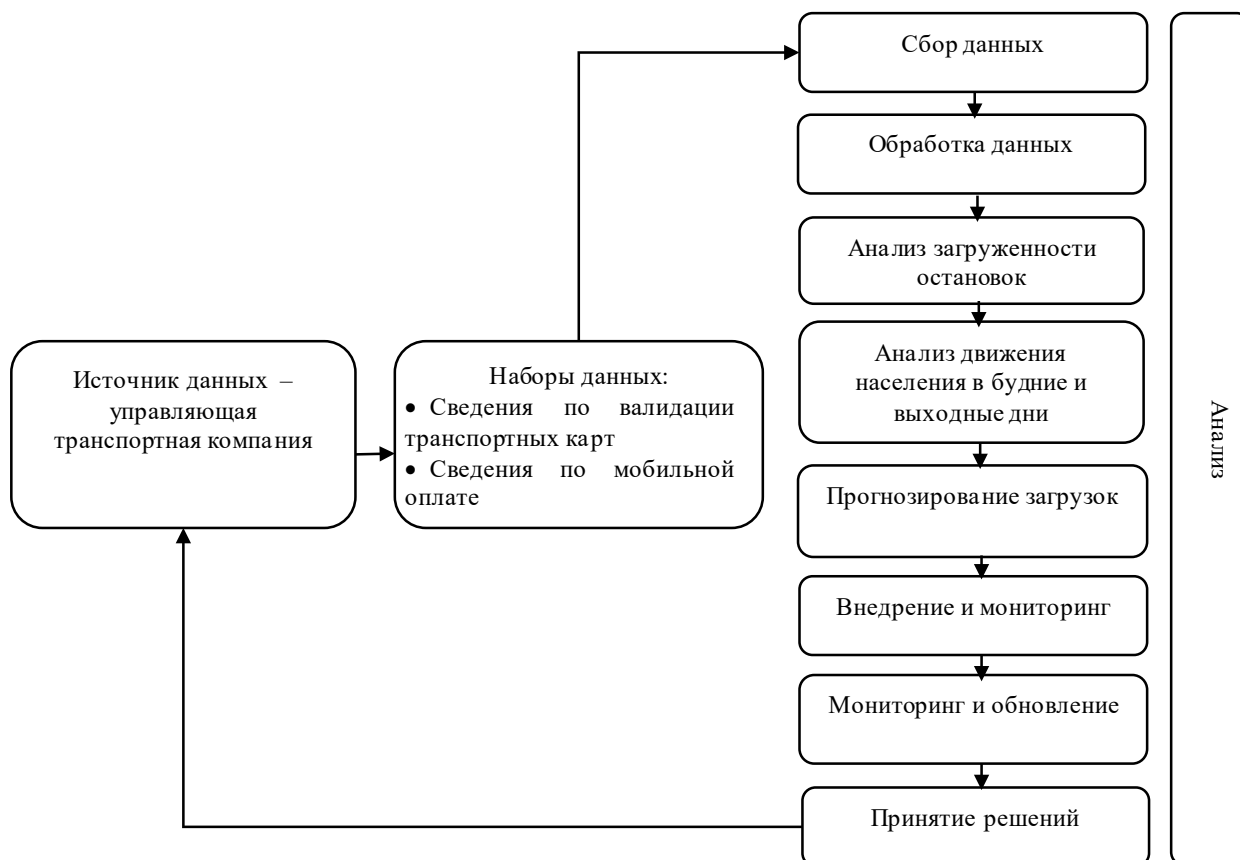 Источник данных –
управляющая
транспортная компания
Наборы данных:
• Сведения по валидации
транспортных карт
• Сведения по мобильной
оплате
Сбор данных
Обработка данных
Анализ загруженности
остановок
Анализ движения
населения в будние и
выходные дни
Прогнозирование загрузок
Внедрение и мониторинг
Мониторинг и обновление
Принятие решений
Анализ